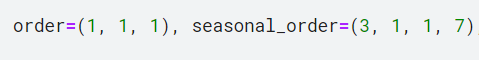 order=(1, 1, 1), seasonal_order=(3, 1, 1, 7),